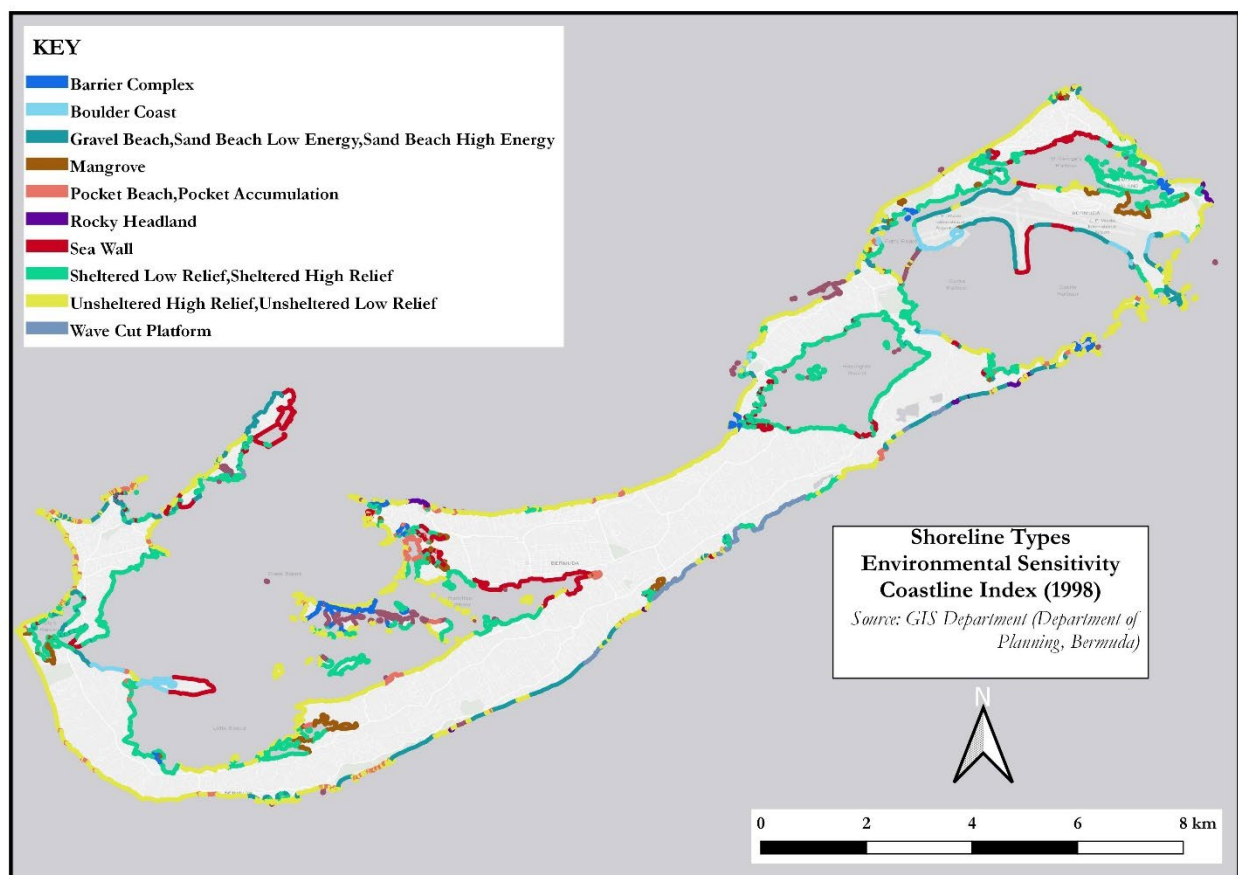 KEY
Barrier Complex
Boulder Coast
Gravel Beach,Sand Beach Low Energy,Sand Beach High Energy
Mangrove
Pocket Beach,Pocket Accumulation
Rocky Headland
Sea Wall
Sheltered Low Relief,Sheltered High Relief
Unsheltered High Relief,Unsheltered Low Relief
Wave Cut Platform
BERMUDA
BERMUDA
Shoreline Types
Environmental Sensitivity
Coastline Index (1998)
Source: GIS Department (Department of
Planning, Bermuda)
N
0 2 4 6 8 km